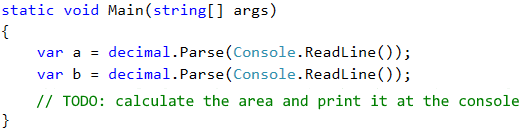 static void Main(string[] args)
{
    var a = decimal.Parse(Console.ReadLine());
    var b = decimal.Parse(Console.ReadLine());
    // TODO: calculate the area and print it at the console
}